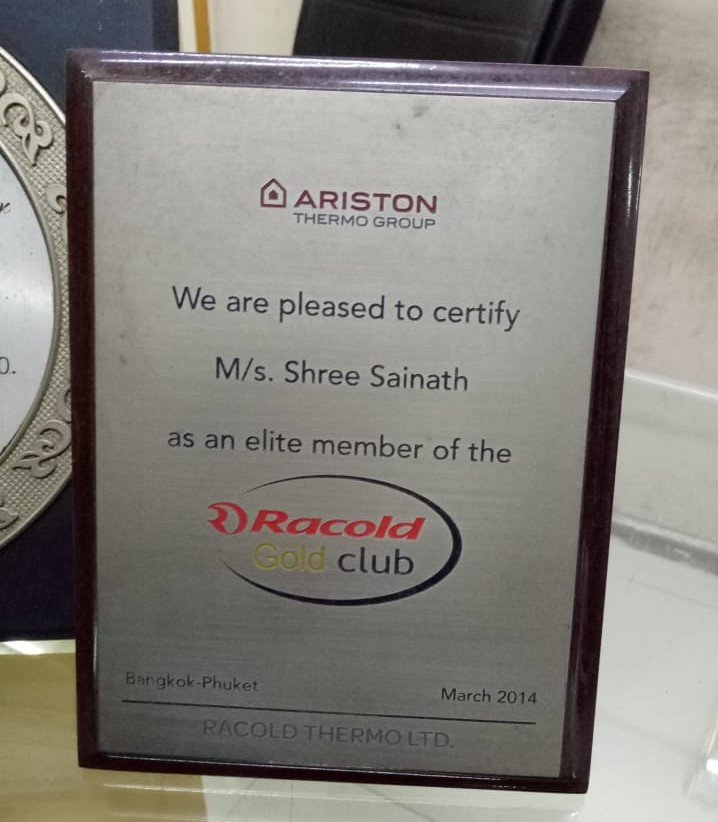 ARISTON
THERMO GROUP
We are pleased to certify
M/s. Shree Sainath
as an elite member of the
Racold
Gold club
Bangkok-Phuket
March 2014
RACOLD THERMO LTD.